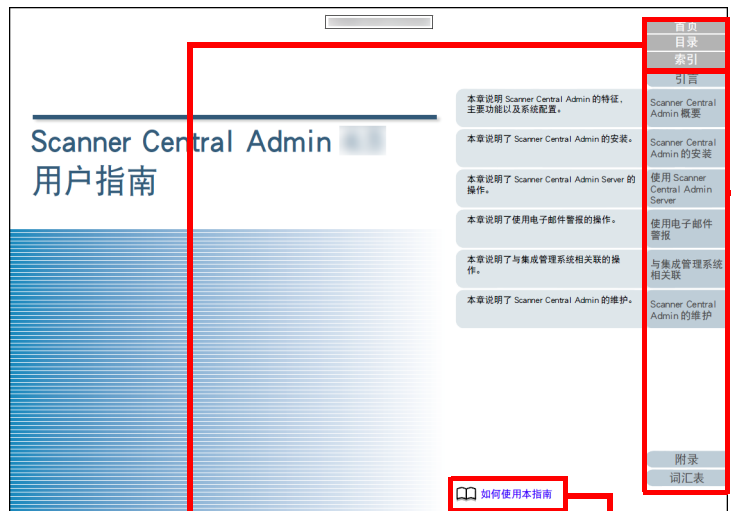 首页
目录
索引
引言
Scanner Central Admin
用户指南
本章说明 Scanner Central Admin 的特征，
主要功能以及系统配置。
Scanner Central
Admin 概要
本章说明了 Scanner Central Admin 的安装。
Scanner Central
Admin 的安装
本章说明了 Scanner Central Admin Server 的
操作。
使用 Scanner
Central Admin
Server
本章说明了使用电子邮件警报的操作。
使用电子邮件
警报
本章说明了与集成管理系统相关联的操
作。
与集成管理系统
相关联
本章说明了 Scanner Central Admin 的维护。
Scanner Central
Admin 的维护
附录
词汇表
如何使用本指南